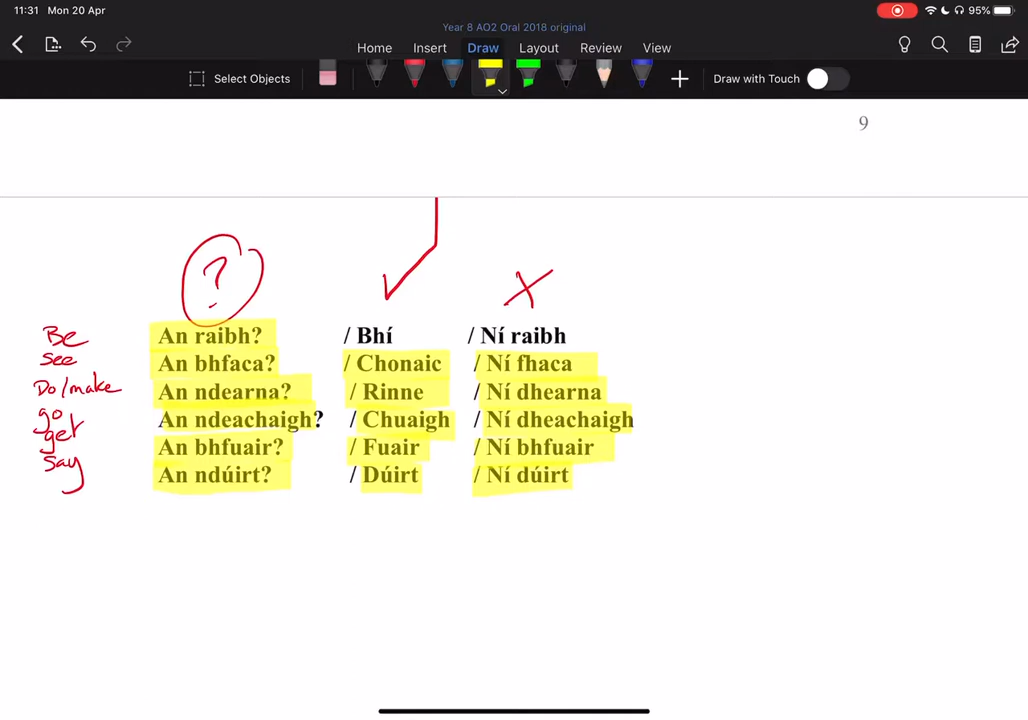 11:31 Mon 20 Apr
95%
Year 8 AO2 Oral 2018 original
Home Insert Draw Layout Review View
Select Objects
Draw with Touch
9
?
Be An raibh? / Bhí / Ní raibh
see An bhfaca? / Chonaic / Ní fhaca
Do/make An ndearna? / Rinne / Ní dhearna
go An ndeachaigh? / Chuaigh / Ní dheachaigh
get An bhfuair? / Fuair / Ní bhfuair
say An ndúirt? / Dúirt / Ní dúirt